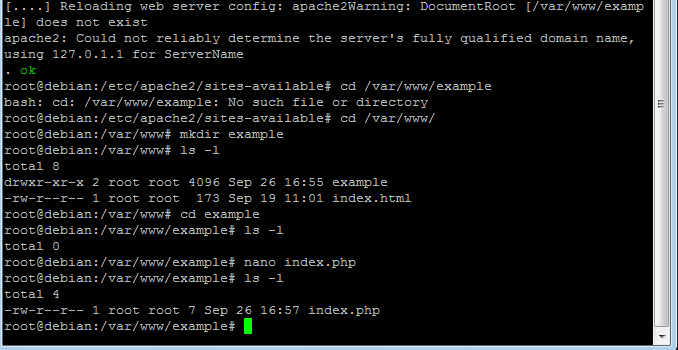 [....] Reloading web server config: apache2Warning: DocumentRoot [/var/www/examp
le] does not exist
apache2: Could not reliably determine the server's fully qualified domain name,
using 127.0.1.1 for ServerName
. ok
root@debian:/etc/apache2/sites-available# cd /var/www/example
bash: cd: /var/www/example: No such file or directory
root@debian:/etc/apache2/sites-available# cd /var/www/
root@debian:/var/www# mkdir example
root@debian:/var/www# ls -l
total 8
drwxr-xr-x 2 root root 4096 Sep 26 16:55 example
-rw-r--r-- 1 root root  173 Sep 19 11:01 index.html
root@debian:/var/www# cd example
root@debian:/var/www/example# ls -l
total 0
root@debian:/var/www/example# nano index.php
root@debian:/var/www/example# ls -l
total 4
-rw-r--r-- 1 root root 7 Sep 26 16:57 index.php
root@debian:/var/www/example#